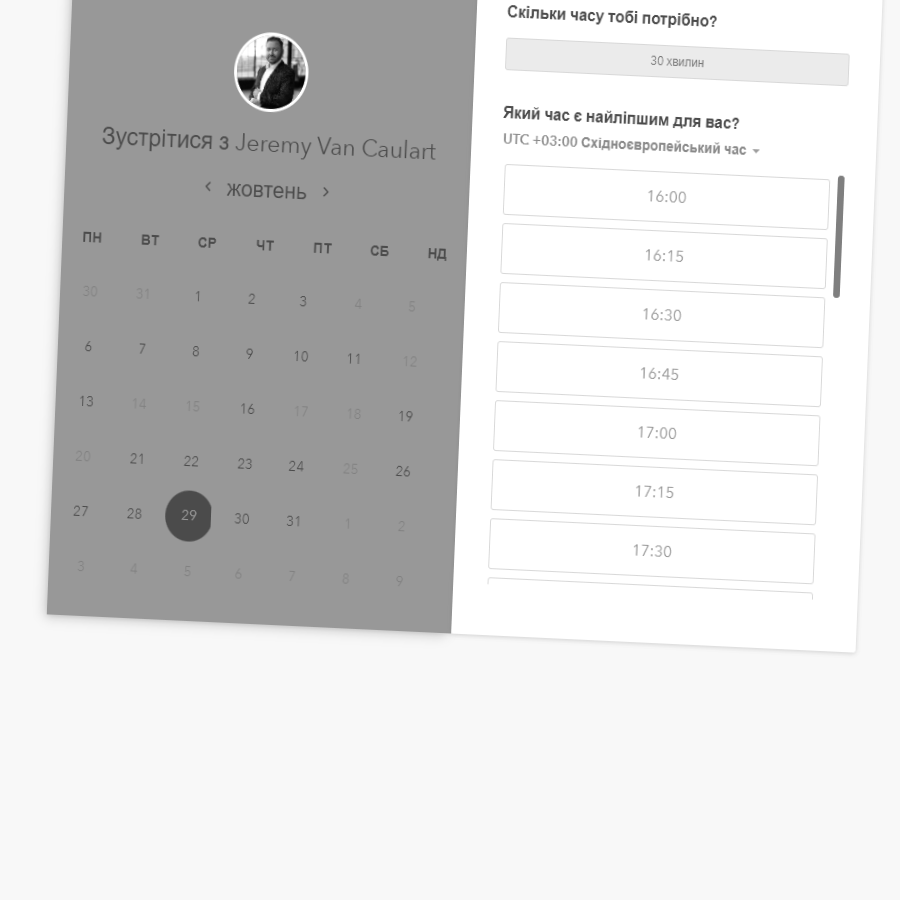 Зустрітися з Jeremy Van Caulart
‹ жовтень ›
ПН ВТ СР ЧТ ПТ СБ НД
30 31 1 2 3 4 5
6 7 8 9 10 11 12
13 14 15 16 17 18 19
20 21 22 23 24 25 26
27 28 29 30 31 1 2
3 4 5 6 7 8 9
Скільки часу тобі потрібно?
30 хвилин
Який час є найліпшим для вас?
UTC +03:00 Східноєвропейський час
16:00
16:15
16:30
16:45
17:00
17:15
17:30